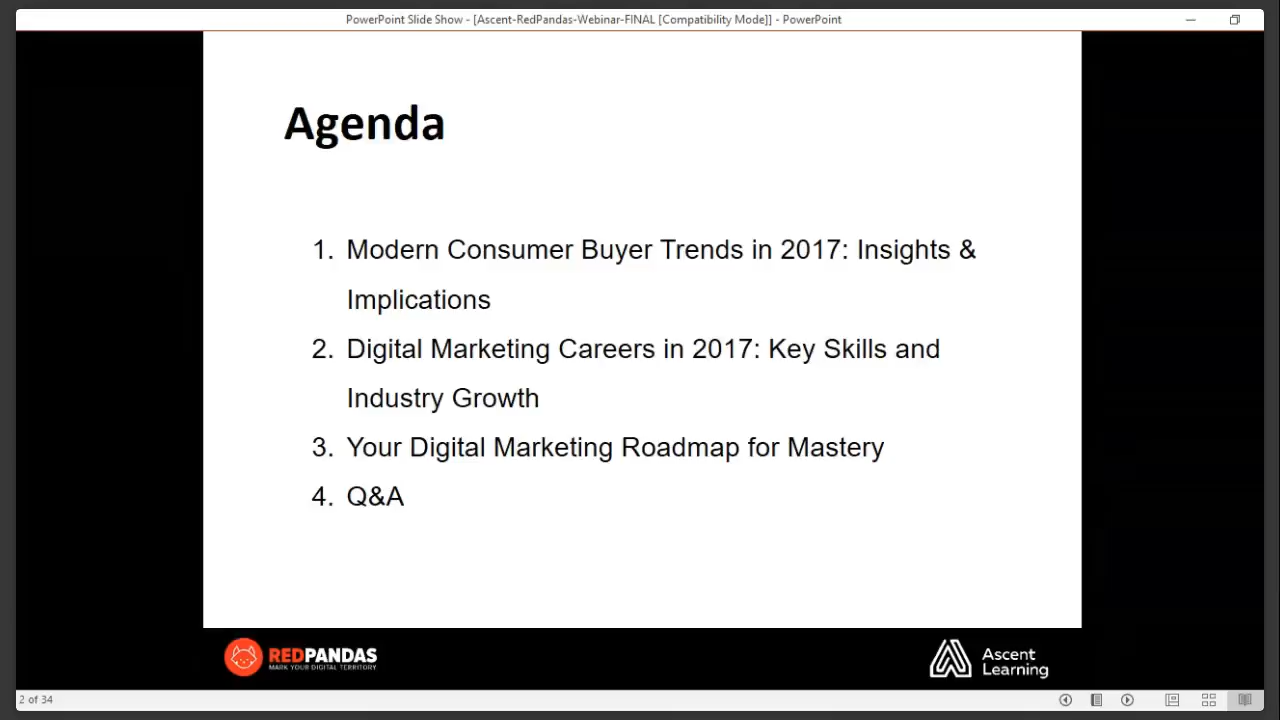 PowerPoint Slide Show - [Ascent-RedPandas-Webinar-FINAL [Compatibility Mode]] - PowerPoint
Agenda
1. Modern Consumer Buyer Trends in 2017: Insights &
Implications
2. Digital Marketing Careers in 2017: Key Skills and
Industry Growth
3. Your Digital Marketing Roadmap for Mastery
4. Q&A
REDPANDAS
MARK YOUR DIGITAL TERRITORY
Ascent
Learning
2 of 34